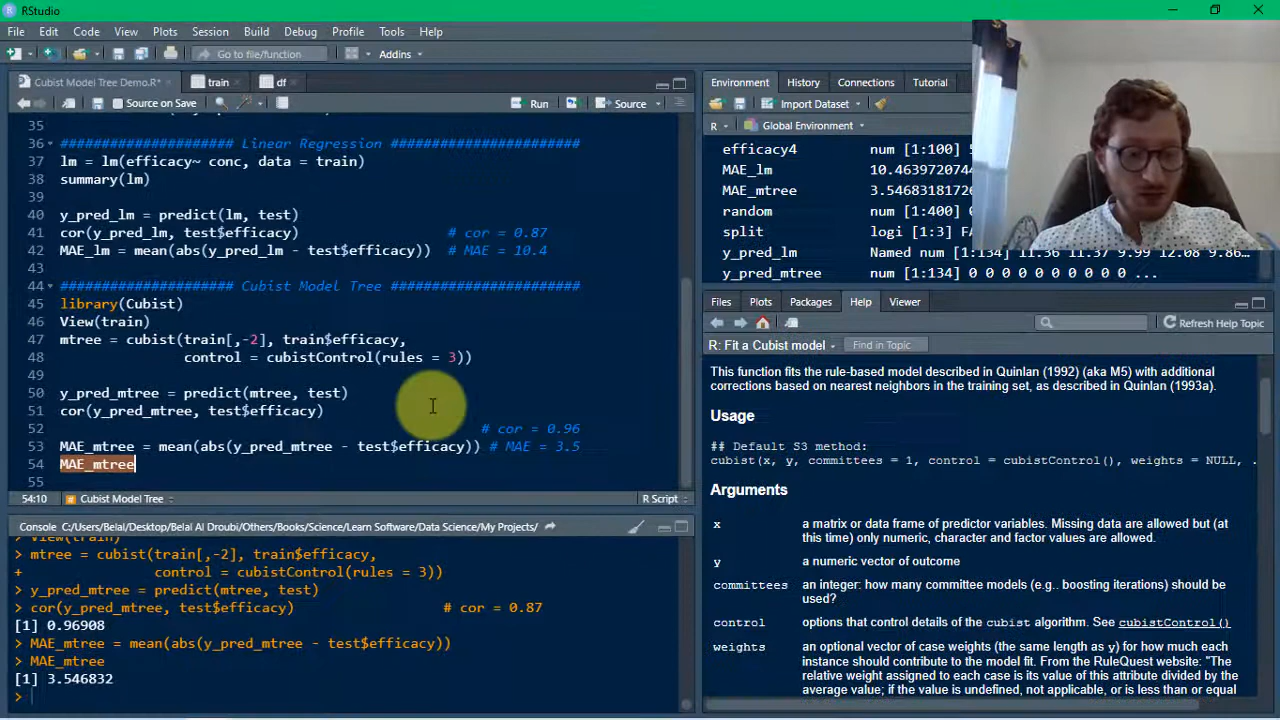 RStudio
File Edit Code View Plots Session Build Debug Profile Tools Help
Go to file/function Addins
Cubist Model Tree Demo.R* train df
Source on Save Run Source
35
36 ##################### Linear Regression #######################
37 lm = lm(efficacy~ conc, data = train)
38 summary(lm)
39
40 y_pred_lm = predict(lm, test)
41 cor(y_pred_lm, test$efficacy) # cor = 0.87
42 MAE_lm = mean(abs(y_pred_lm - test$efficacy)) # MAE = 10.4
43
44 ##################### Cubist Model Tree #######################
45 library(Cubist)
46 View(train)
47 mtree = cubist(train[,-2], train$efficacy,
48 control = cubistControl(rules = 3))
49
50 y_pred_mtree = predict(mtree, test)
51 cor(y_pred_mtree, test$efficacy)
52 # cor = 0.96
53 MAE_mtree = mean(abs(y_pred_mtree - test$efficacy)) # MAE = 3.5
54 MAE_mtree
55
54:10 Cubist Model Tree R Script
Console C:/Users/Belal/Desktop/Belal Al Droubi/Others/Books/Science/Learn Software/Data Science/My Projects/
> View(train)
> mtree = cubist(train[,-2], train$efficacy,
+ control = cubistControl(rules = 3))
> y_pred_mtree = predict(mtree, test)
> cor(y_pred_mtree, test$efficacy) # cor = 0.87
[1] 0.96908
> MAE_mtree = mean(abs(y_pred_mtree - test$efficacy))
> MAE_mtree
[1] 3.546832
>
Environment History Connections Tutorial
Import Dataset
R Global Environment
efficacy4 num [1:100]
MAE_lm 10.4639720744
MAE_mtree 3.54683181726
random num [1:400]
split logi [1:3]
y_pred_lm Named num [1:134] 11.36 11.37 9.99 12.08 9.86...
y_pred_mtree num [1:134] 0 0 0 0 0 0 0 0 0 0 ...
Files Plots Packages Help Viewer
Refresh Help Topic
R: Fit a Cubist model Find in Topic
This function fits the rule-based model described in Quinlan (1992) (aka M5) with additional
corrections based on nearest neighbors in the training set, as described in Quinlan (1993a).
Usage
## Default S3 method:
cubist(x, y, committees = 1, control = cubistControl(), weights = NULL, .
Arguments
x a matrix or data frame of predictor variables. Missing data are allowed but (at
this time) only numeric, character and factor values are allowed.
y a numeric vector of outcome
committees an integer: how many committee models (e.g.. boosting iterations) should be
used?
control options that control details of the cubist algorithm. See cubistControl()
weights an optional vector of case weights (the same length as y) for how much each
instance should contribute to the model fit. From the RuleQuest website: "The
relative weight assigned to each case is its value of this attribute divided by the
average value; if the value is undefined, not applicable, or is less than or equal